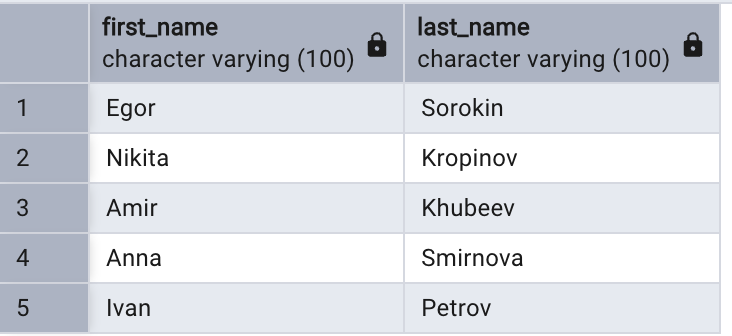 first_name last_name
character varying (100) character varying (100)
1 Egor Sorokin
2 Nikita Kropinov
3 Amir Khubeev
4 Anna Smirnova
5 Ivan Petrov